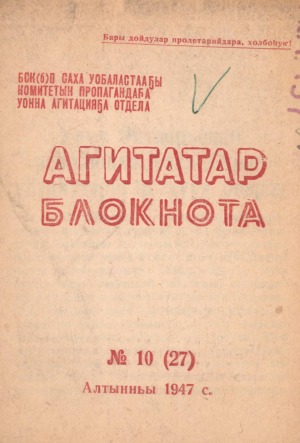 Бары дойдулар пролетарийдара, холбоһуҥ!
БСК(б)П САХА УОБАЛАСТААҔЫ
КОМИТЕТЫН ПРОПАГАНДАҔА
УОННА АГИТАЦИЯҔА ОТДЕЛА
АГИТАТАР
БЛОКНОТА
№ 10 (27)
Алтынньы 1947 с.